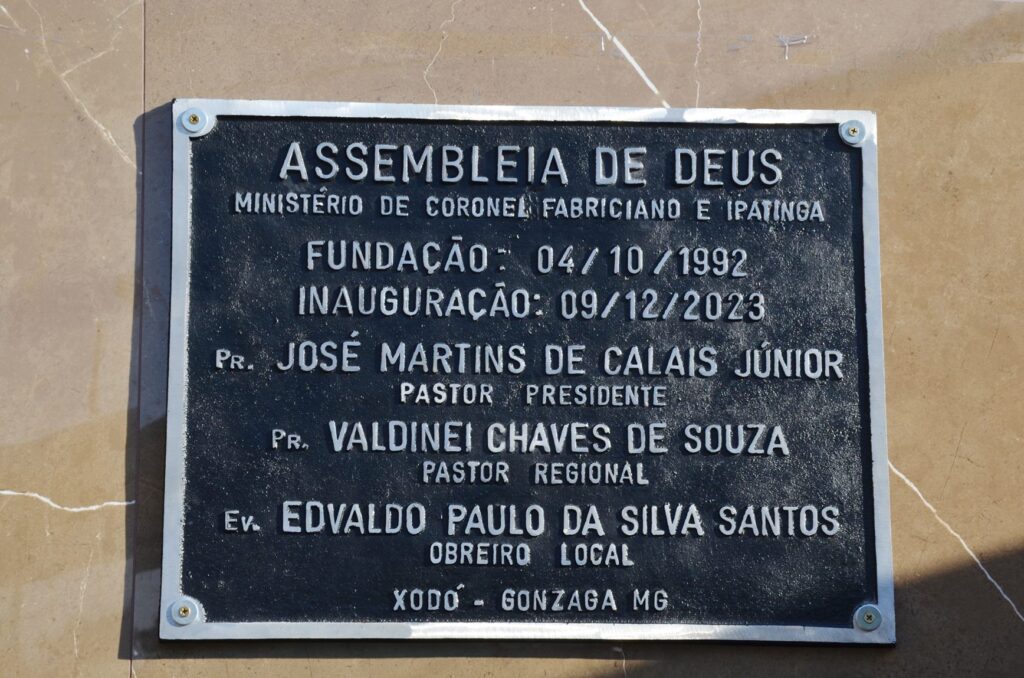 ASSEMBLEIA DE DEUS
MINISTÉRIO DE CORONEL FABRICIANO E IPATINGA
FUNDAÇÃO: 04/10/1992
INAUGURAÇÃO: 09/12/2023
PR. JOSÉ MARTINS DE CALAIS JÚNIOR
PASTOR PRESIDENTE
PR. VALDINEI CHAVES DE SOUZA
PASTOR REGIONAL
EV. EDVALDO PAULO DA SILVA SANTOS
OBREIRO LOCAL
XODÓ - GONZAGA MG